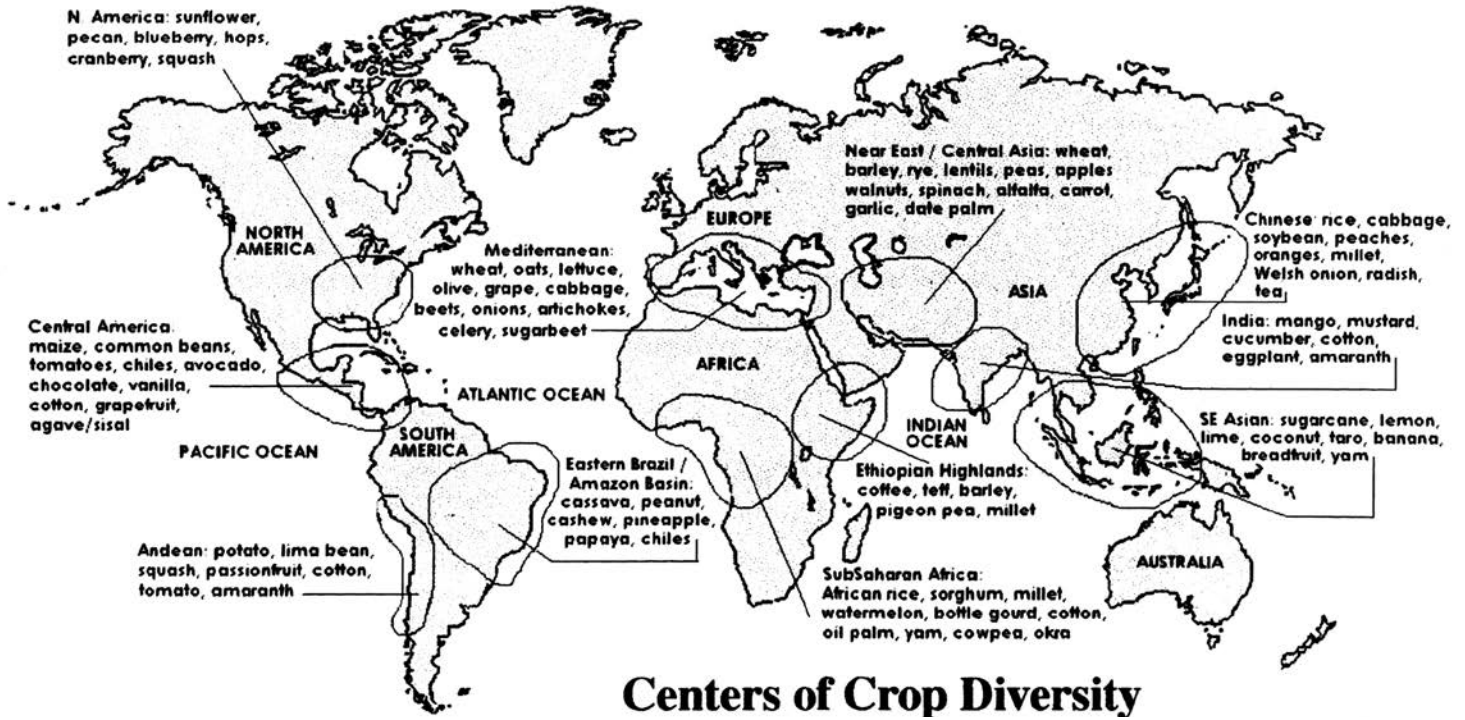 N. America: sunflower,
pecan, blueberry, hops,
cranberry, squash
Near East / Central Asia: wheat,
barley, rye, lentils, peas, apples
walnuts, spinach, alfalfa, carrot,
garlic, date palm
EUROPE
NORTH
AMERICA
Mediterranean:
wheat, oats, lettuce,
olive, grape, cabbage,
beets, onions, artichokes,
celery, sugarbeet
ASIA
Chinese: rice, cabbage,
soybean, peaches,
oranges, millet,
Welsh onion, radish,
tea
Central America:
maize, common beans,
tomatoes, chiles, avocado,
chocolate, vanilla,
cotton, grapefruit,
agave/sisal
India: mango, mustard,
cucumber, cotton,
eggplant, amaranth
AFRICA
ATLANTIC OCEAN
PACIFIC OCEAN
SOUTH
AMERICA
INDIAN
OCEAN
SE Asian: sugarcane, lemon,
lime, coconut, taro, banana,
breadfruit, yam
Eastern Brazil /
Amazon Basin:
cassava, peanut,
cashew, pineapple,
papaya, chiles
Ethiopian Highlands:
coffee, teff, barley,
pigeon pea, millet
Andean: potato, lima bean,
squash, passionfruit, cotton,
tomato, amaranth
SubSaharan Africa:
African rice, sorghum, millet,
watermelon, bottle gourd, cotton,
oil palm, yam, cowpea, okra
AUSTRALIA
Centers of Crop Diversity